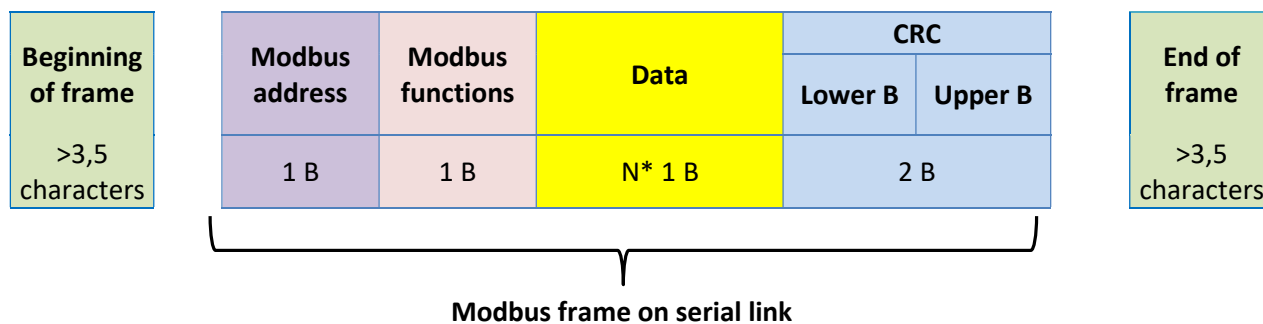 Beginning
of frame
>3,5
characters
Modbus
address
1 B
Modbus
functions
1 B
Data
N* 1 B
CRC
Lower B
Upper B
2 B
End of
frame
>3,5
characters
Modbus frame on serial link